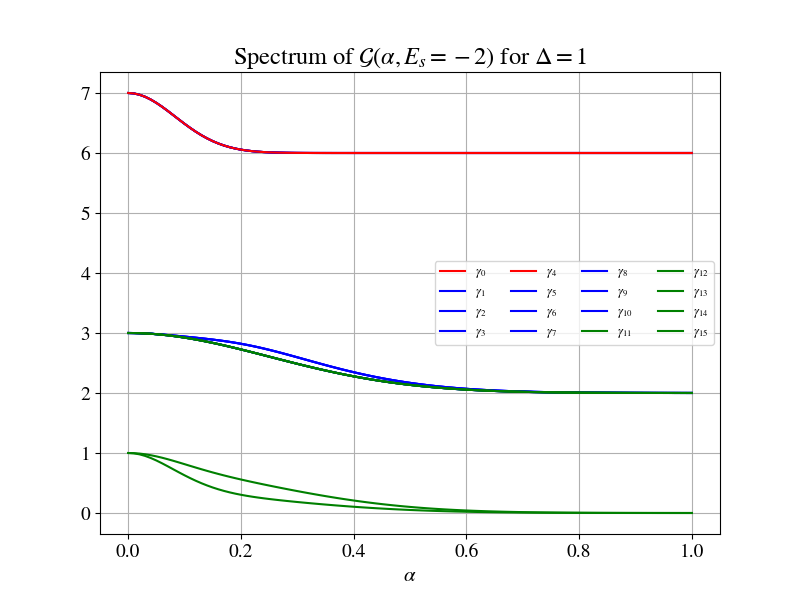 Spectrum of 𝒢(α, E_s = −2) for Δ = 1
7
6
5
4
3
2
1
0
γ₀ γ₄ γ₈ γ₁₂
γ₁ γ₅ γ₉ γ₁₃
γ₂ γ₆ γ₁₀ γ₁₄
γ₃ γ₇ γ₁₁ γ₁₅
0.0 0.2 0.4 0.6 0.8 1.0
α